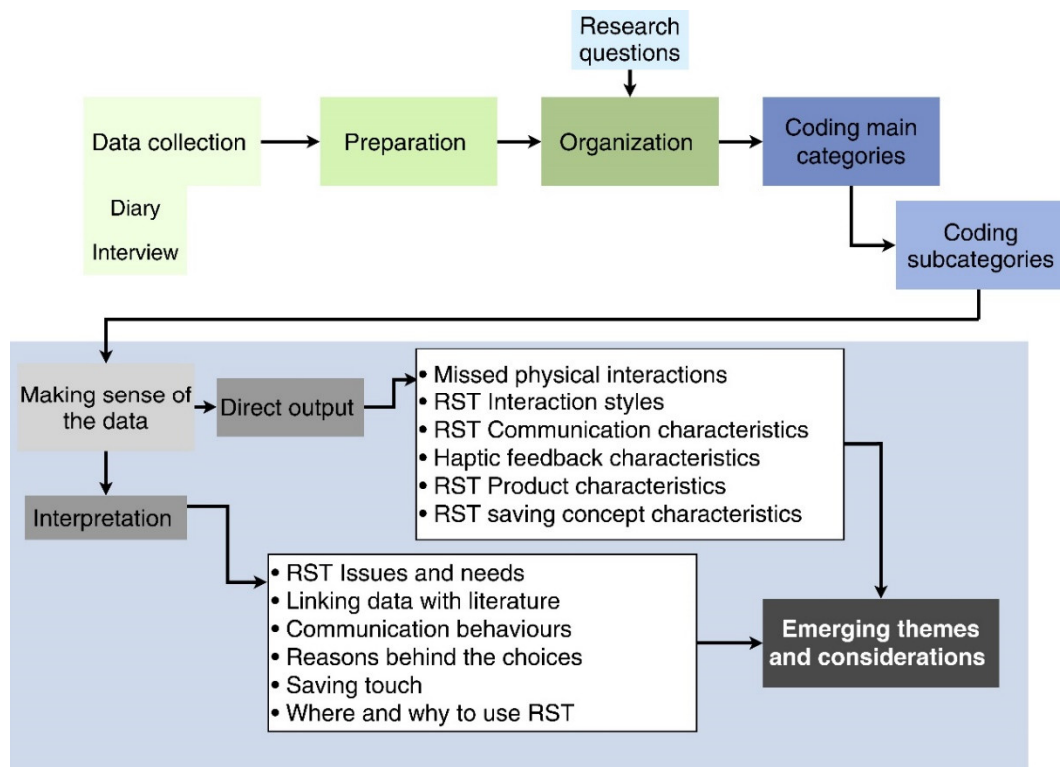 Research
questions
Data collection
Preparation
Organization
Coding main
categories
Diary
Interview
Coding
subcategories
Making sense of
the data
Direct output
• Missed physical interactions
• RST Interaction styles
• RST Communication characteristics
• Haptic feedback characteristics
• RST Product characteristics
• RST saving concept characteristics
Interpretation
• RST Issues and needs
• Linking data with literature
• Communication behaviours
• Reasons behind the choices
• Saving touch
• Where and why to use RST
Emerging themes
and considerations